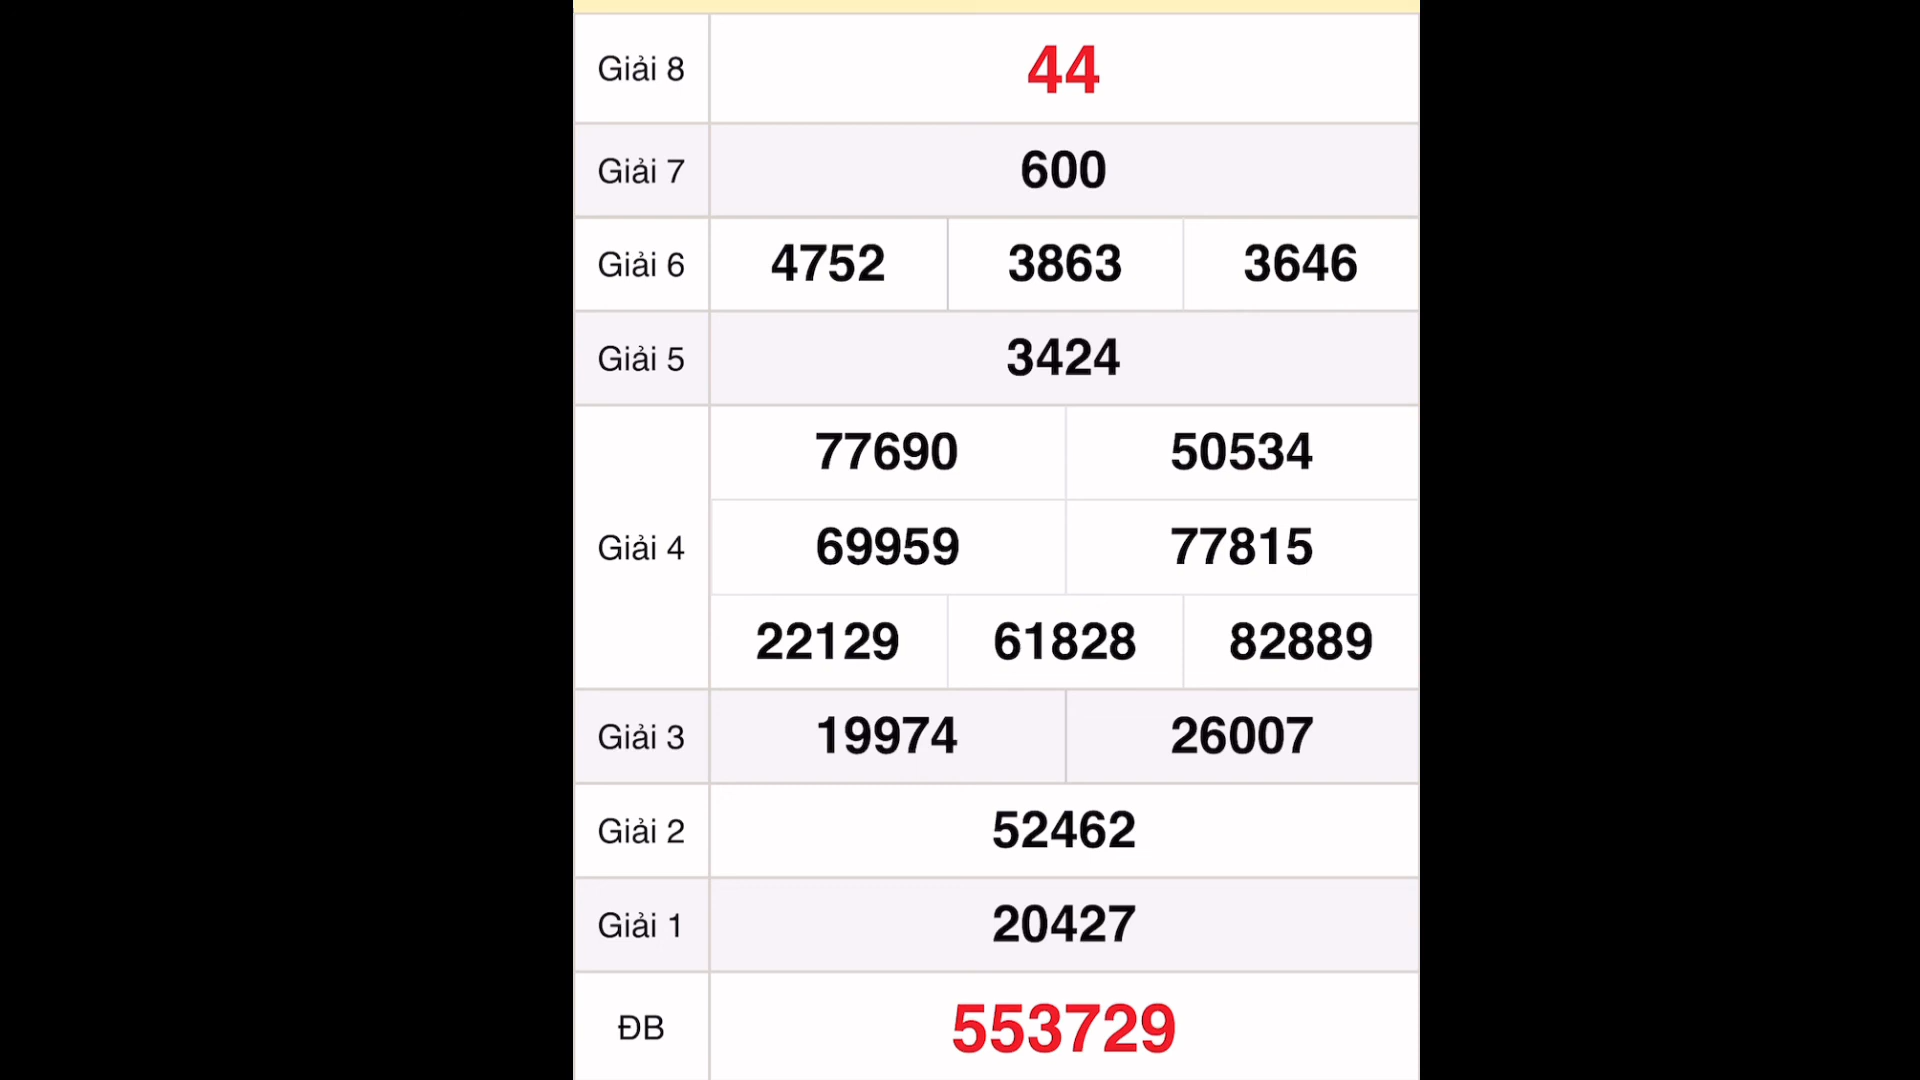 Giải 8 44
Giải 7 600
Giải 6 4752 3863 3646
Giải 5 3424
77690 50534
Giải 4 69959 77815
22129 61828 82889
Giải 3 19974 26007
Giải 2 52462
Giải 1 20427
ĐB 553729